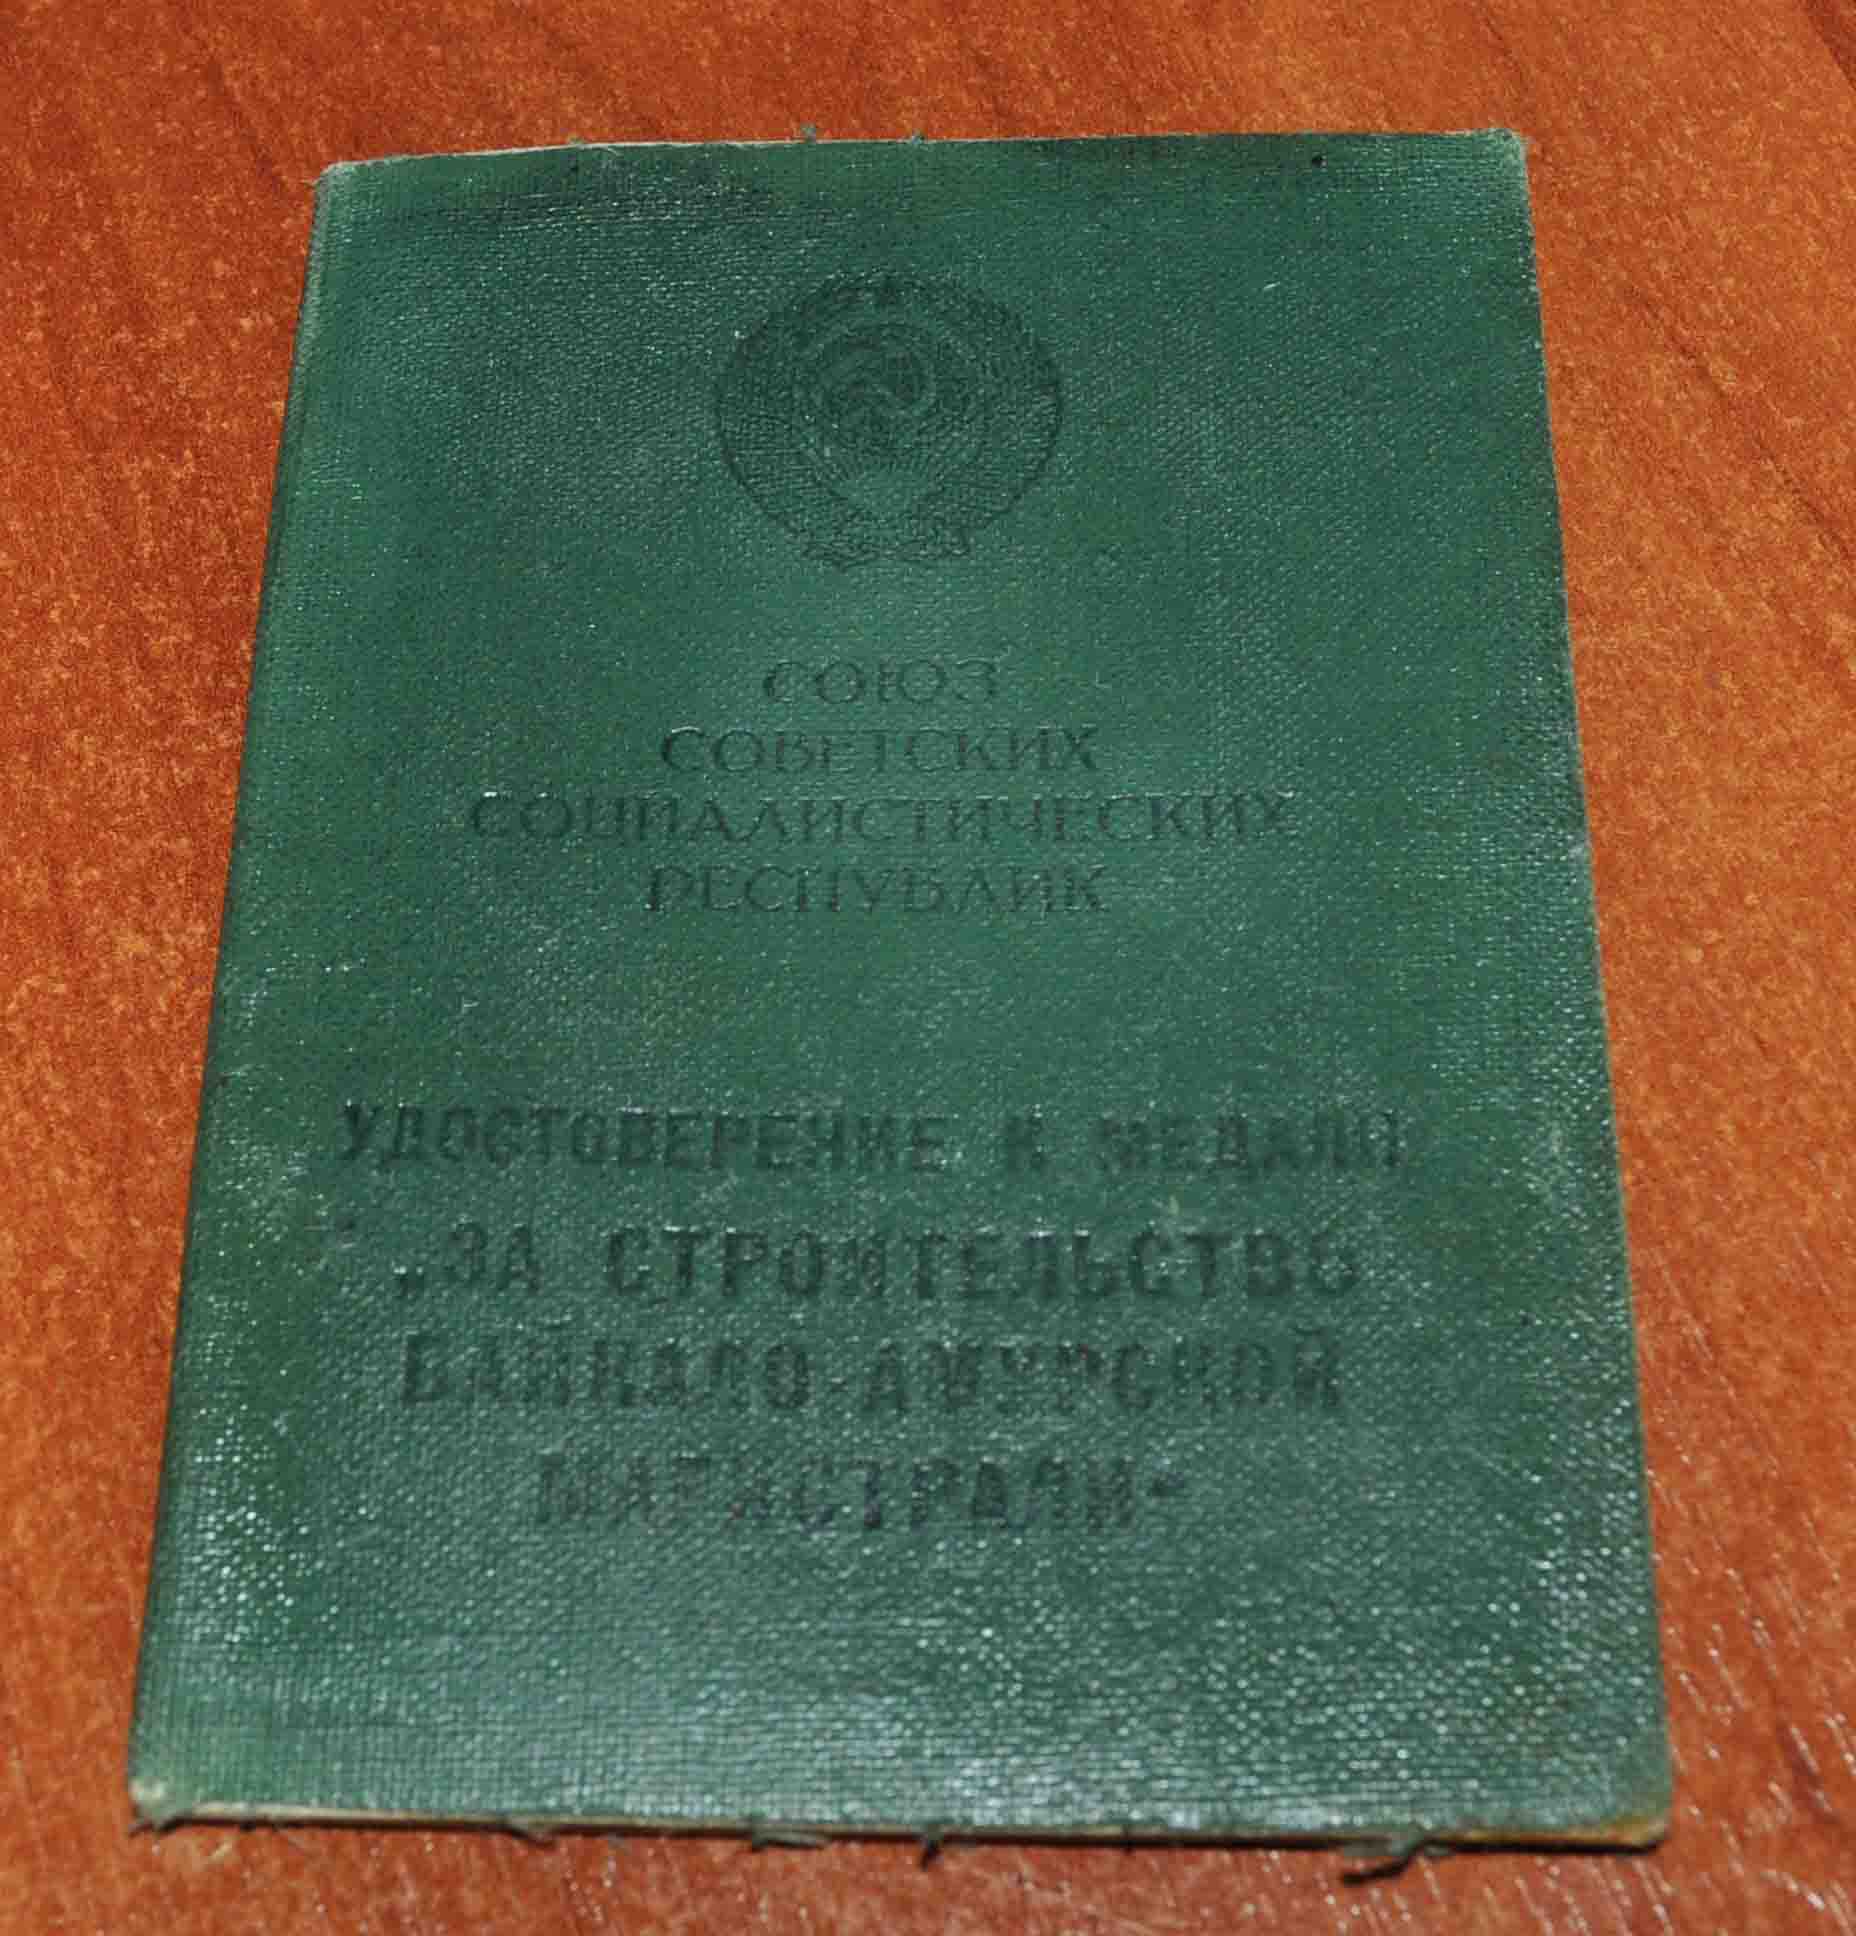 СОЮЗ
СОВЕТСКИХ
СОЦИАЛИСТИЧЕСКИХ
РЕСПУБЛИК
УДОСТОВЕРЕНИЕ К МЕДАЛИ
„ЗА СТРОИТЕЛЬСТВО
БАЙКАЛО-АМУРСКОЙ
МАГИСТРАЛИ“